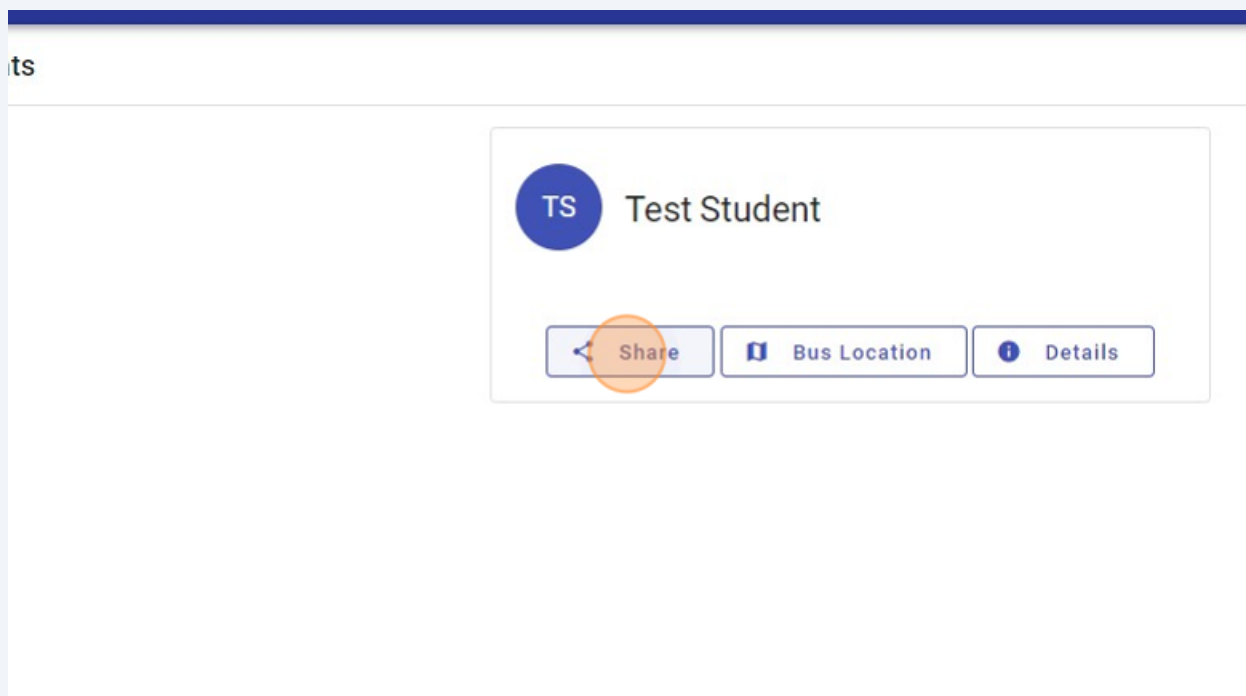 ts
TS
Test Student
Share
Bus Location
Details